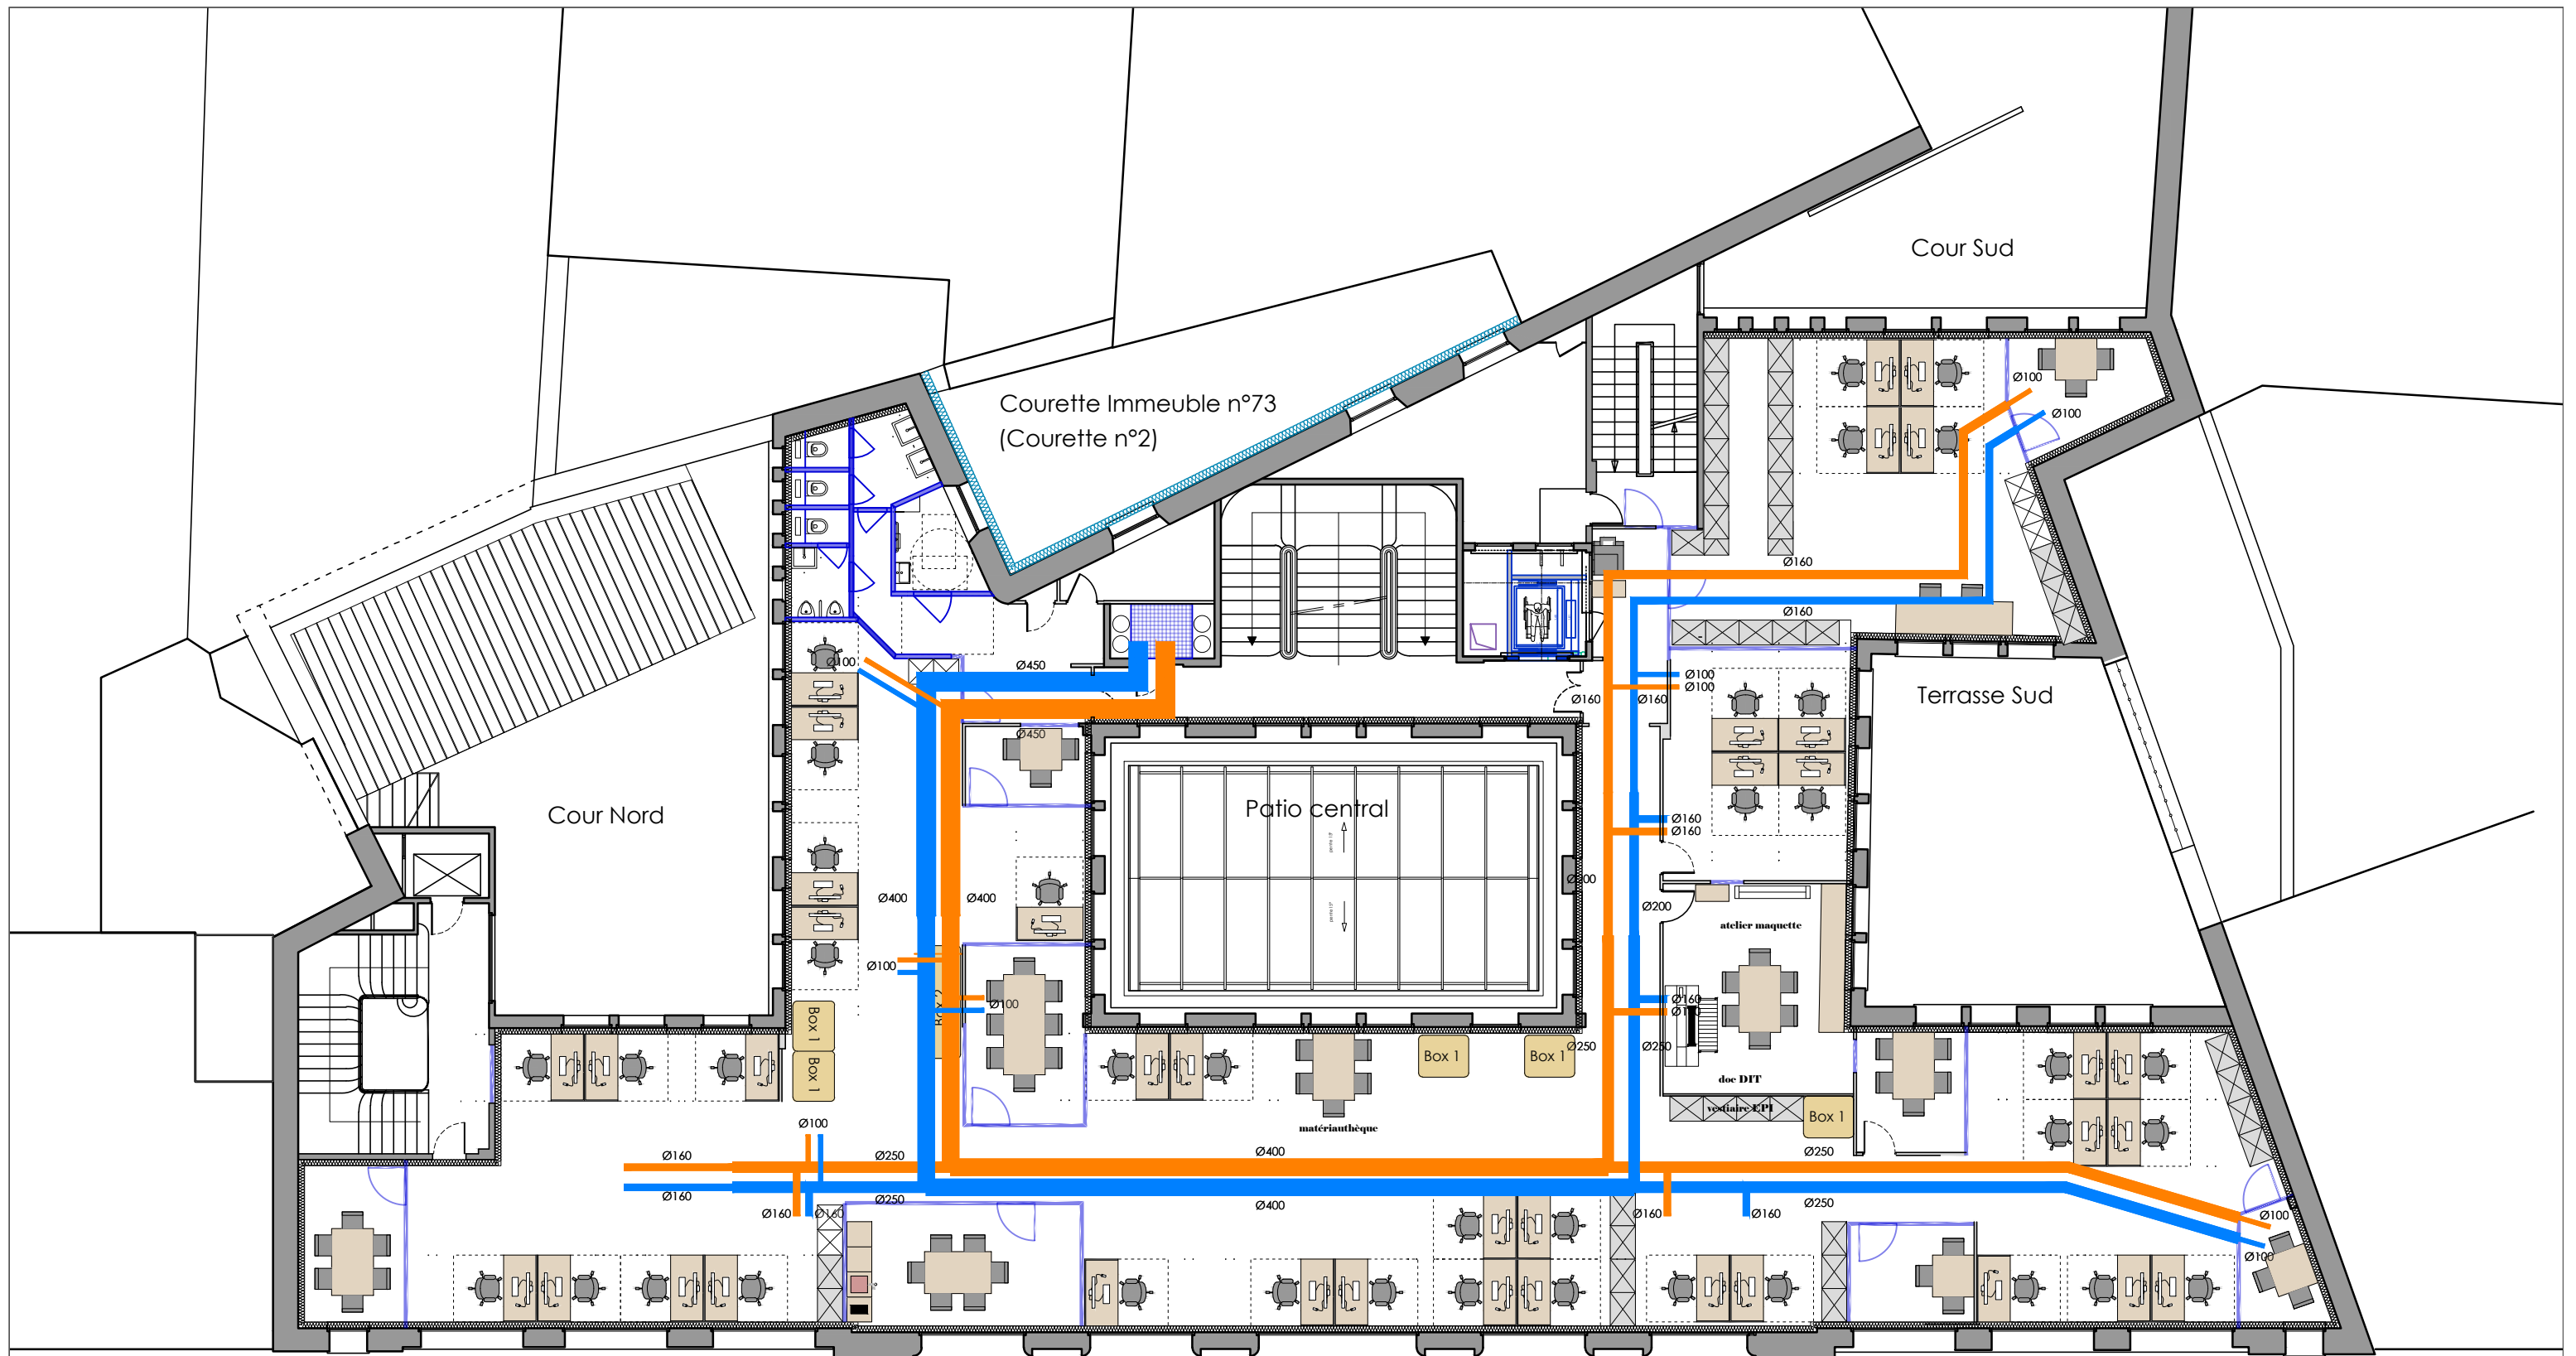 Cour Sud
Ø100
Courette Immeuble n°73
Ø100
(Courette n°2)
Ø160
Ø160
Ø100
Ø450
Ø100
Ø100
Terrasse Sud
Ø160
Ø160
Ø450
Patio central
Cour Nord
Ø160
Ø160
Ø400
Ø400
Ø200
atelier maquette
Ø100
Ø160
Ø100
Box 1
Box 1
Box 1
Box 1
Ø250
Ø250
doc DIT
vestiaire EPI
Box 1
Ø100
matériauthèque
Ø160
Ø250
Ø400
Ø250
Ø160
Ø250
Ø400
Ø250
Ø160
Ø160
Ø160
Ø160
Ø100
Ø100